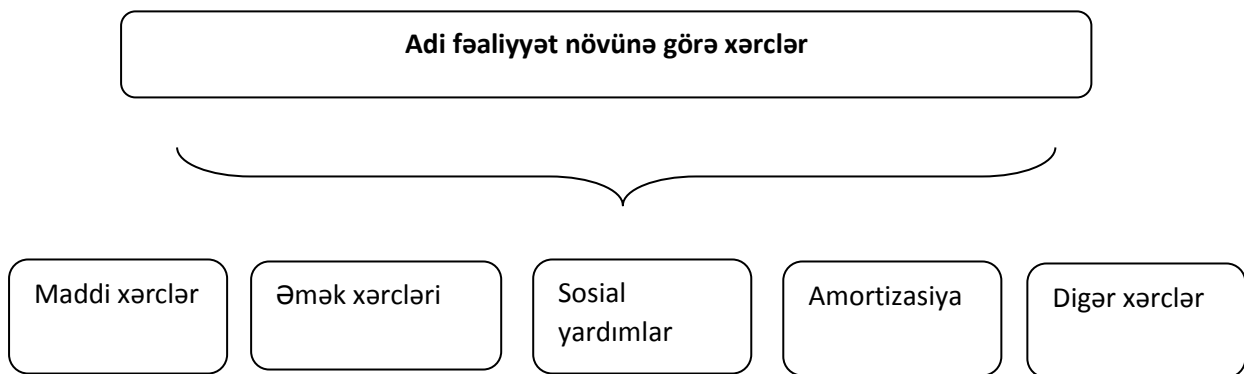 Adi fəaliyyət növünə görə xərclər
Maddi xərclər
Əmək xərcləri
Sosial
yardımlar
Amortizasiya
Digər xərclər